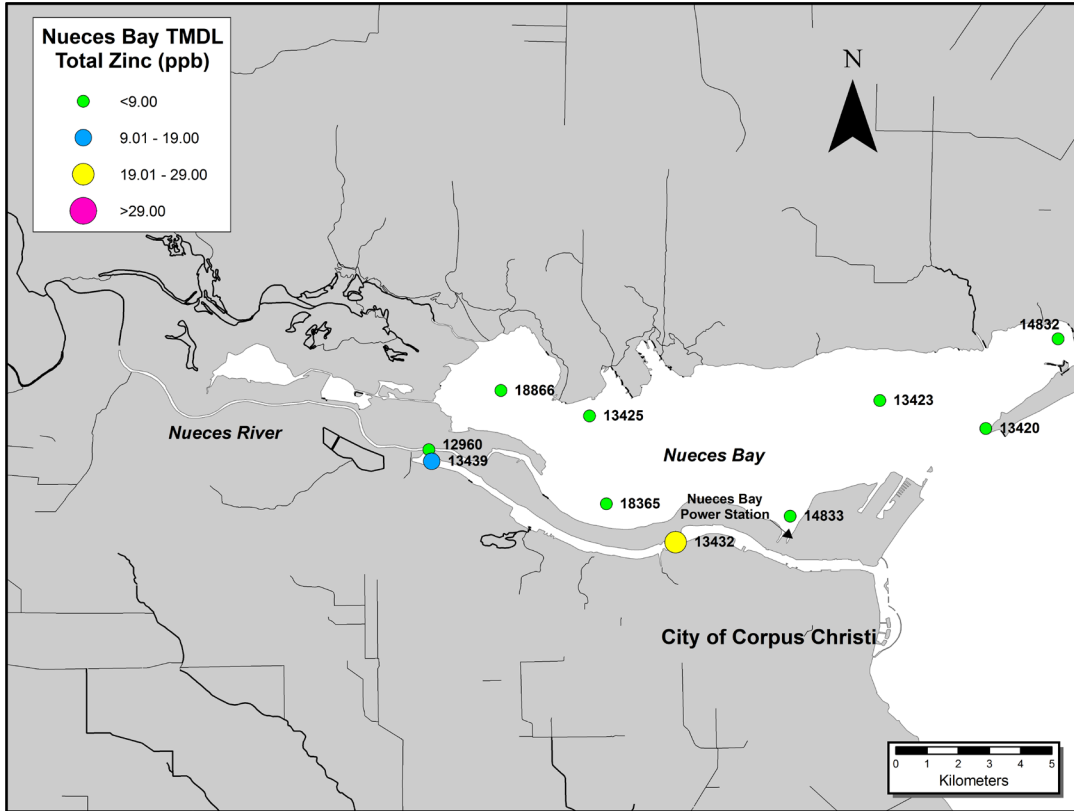 Nueces Bay TMDL
Total Zinc (ppb)
<9.00
9.01 - 19.00
19.01 - 29.00
>29.00
N
14832
18866
13425
13423
13420
Nueces River
12960
13439
Nueces Bay
18365
Nueces Bay
Power Station
14833
13432
City of Corpus Christi
0 1 2 3 4 5
Kilometers